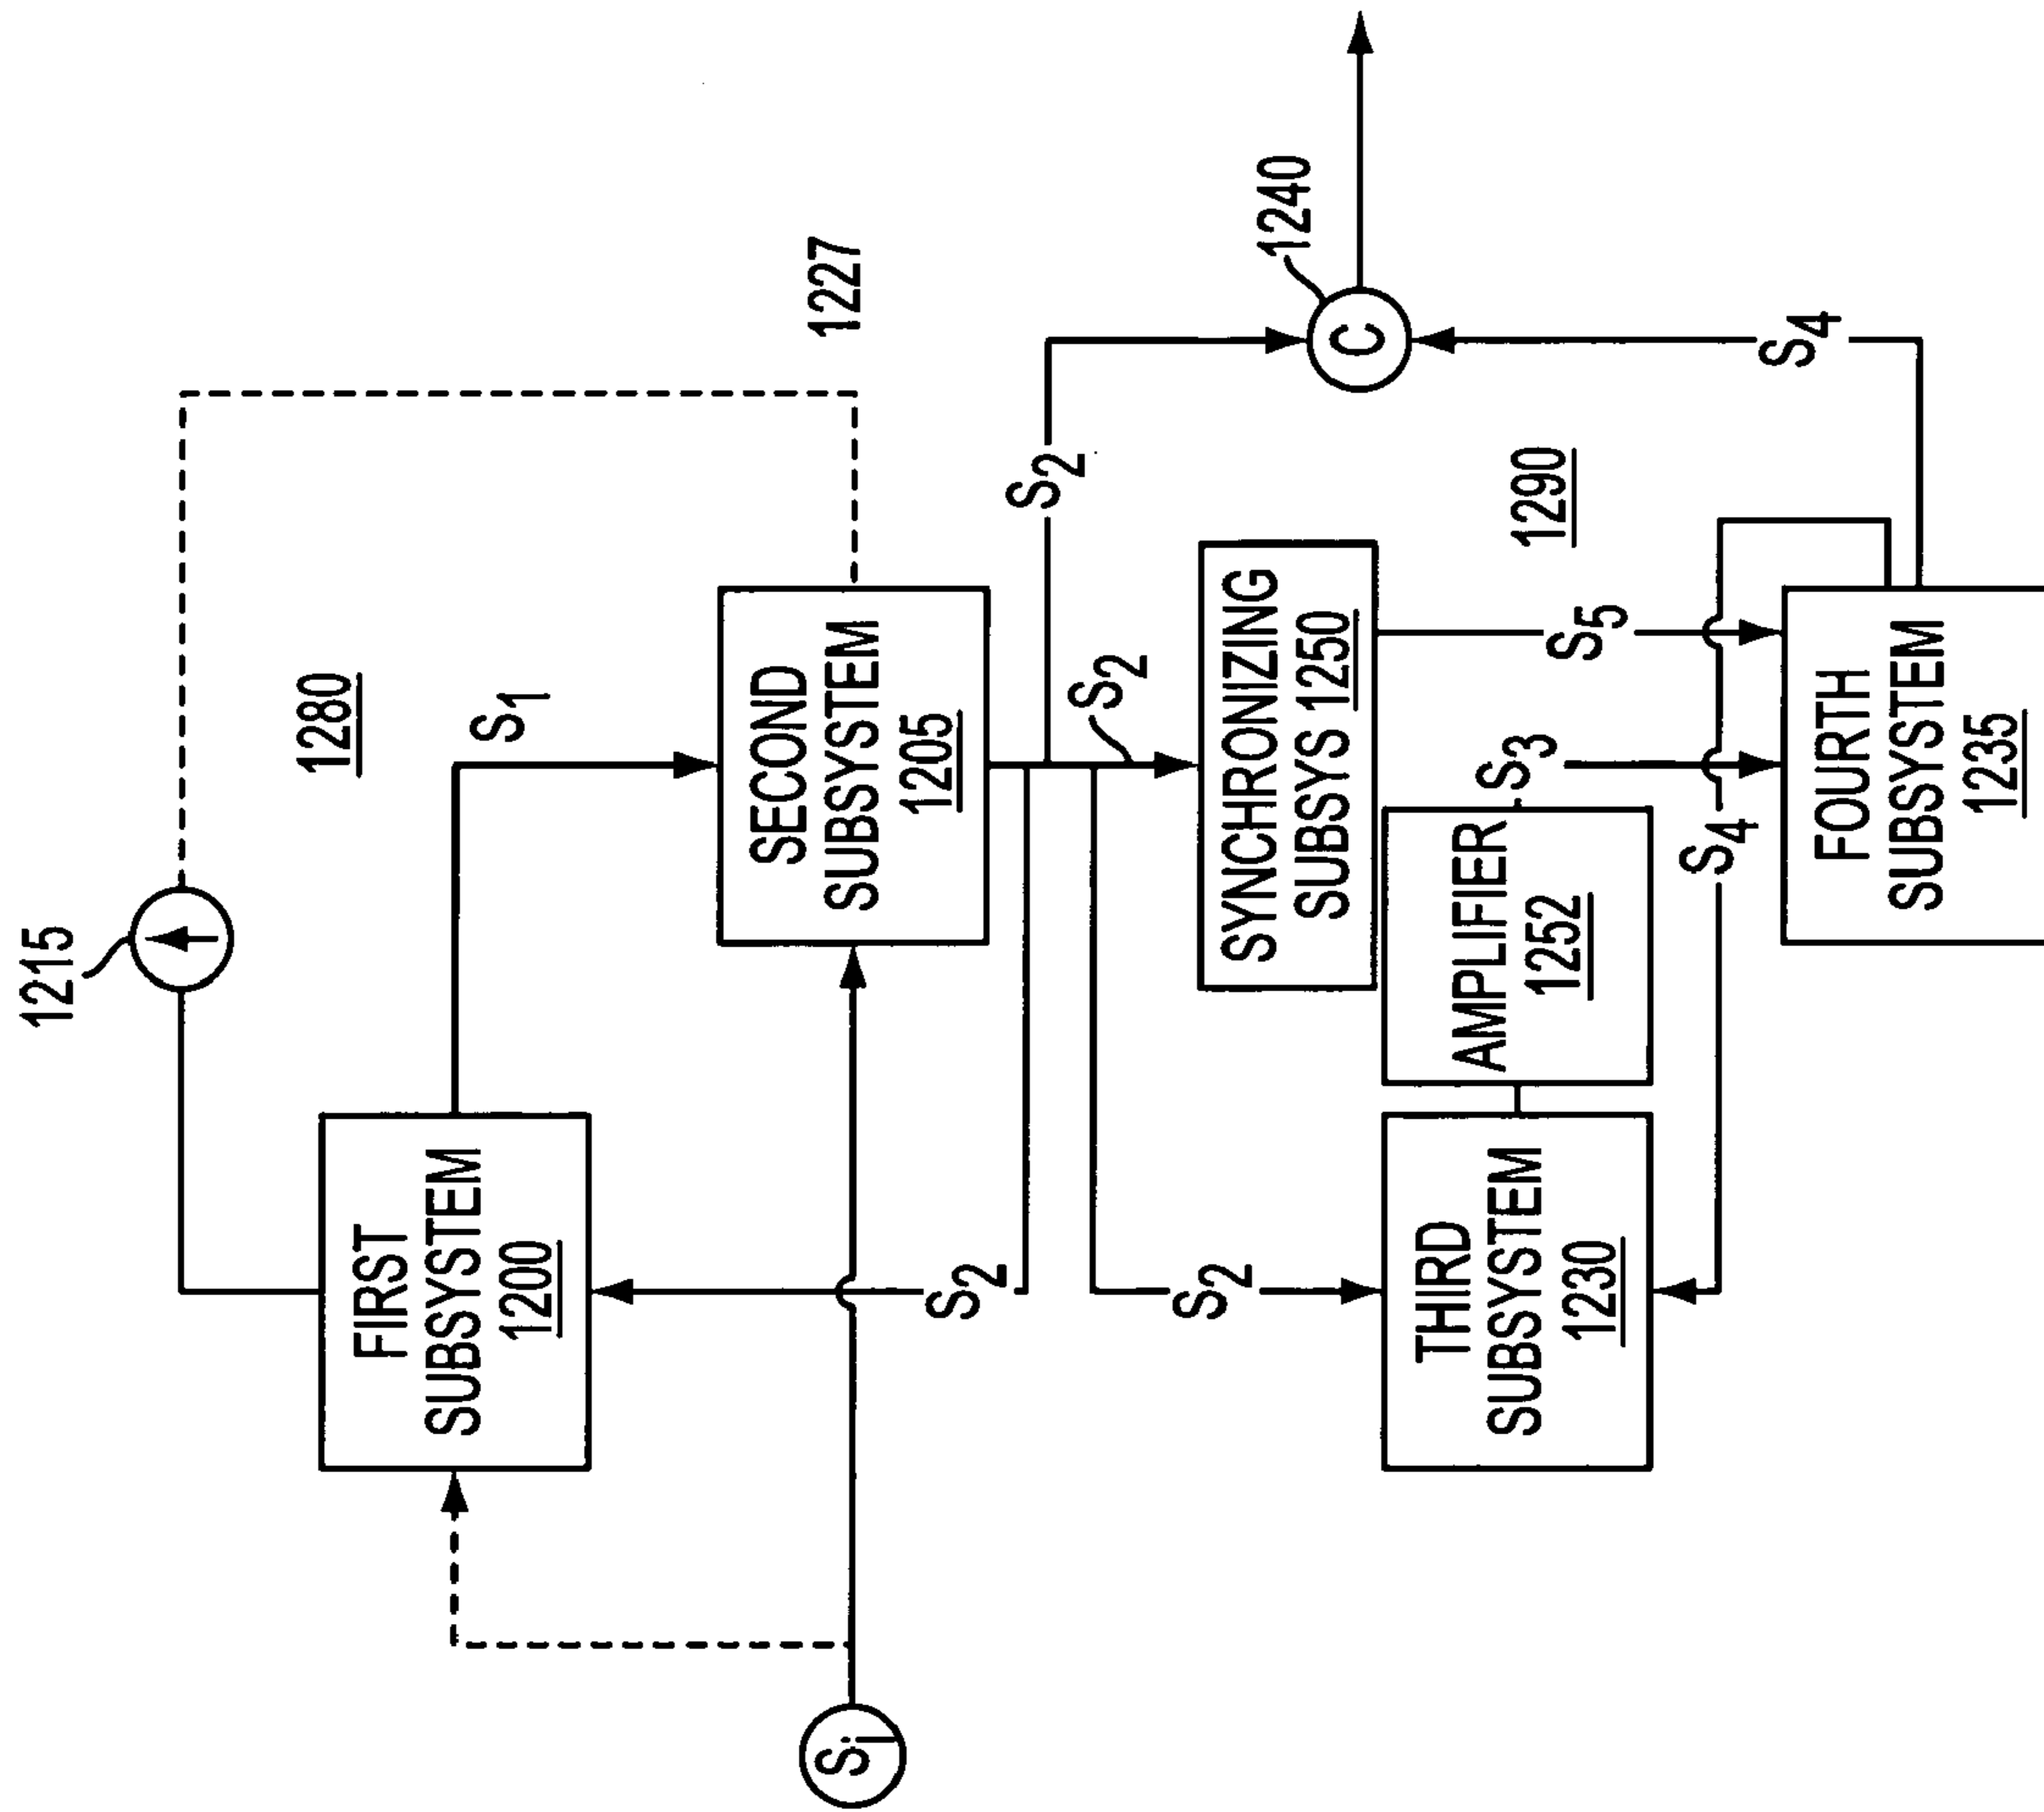 1215
1280
FIRST
SUBSYSTEM
1200
S1
SECOND
SUBSYSTEM
1205
1227
Si
S2
S2
S2
S2
SYNCHRONIZING
SUBSYS 1250
1240
C
THIRD
SUBSYSTEM
1230
AMPLIFIER
1252
S3
1290
S5
S4
S4
FOURTH
SUBSYSTEM
1235